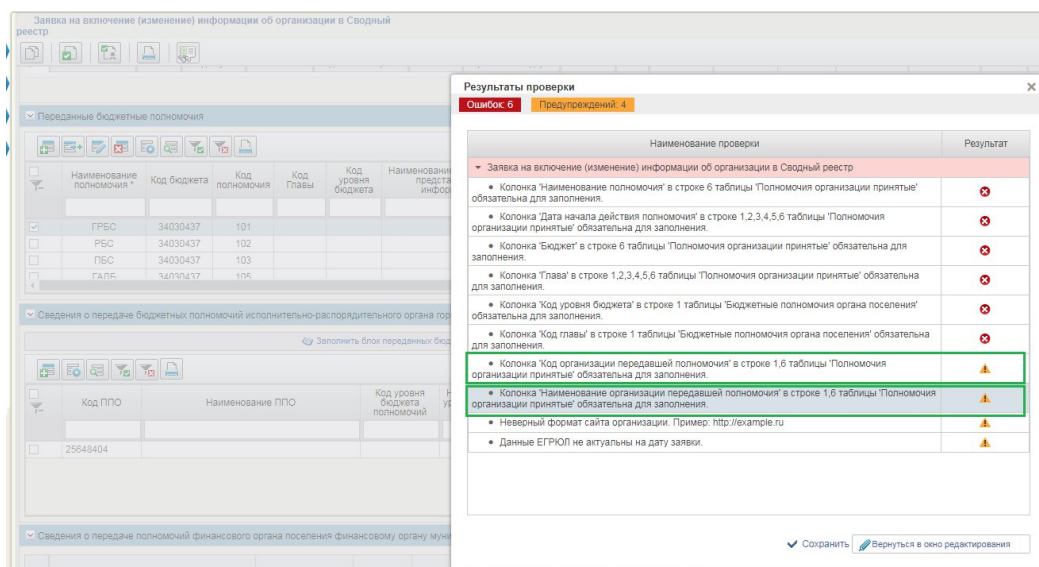 Заявка на включение (изменение) информации об организации в Сводный
реестр
Результаты проверки
Ошибок: 6
Предупреждений: 4
Переданные бюджетные полномочия
Наименование полномочия *
Код бюджета
Код полномочия
Код Главы
Код уровня бюджета
Наименование
ГРБС 34030437 101
РБС 34030437 102
ПБС 34030437 103
ГАДБ 34030437 105
Сведения о передаче бюджетных полномочий исполнительно-распорядительного органа
Заполнить блок переданных
Код ППО
Наименование ППО
Код уровня бюджета полномочий
25648404
Сведения о передаче полномочий финансового органа поселения финансовому органу
Наименование проверки
Результат
Заявка на включение (изменение) информации об организации в Сводный реестр
• Колонка 'Наименование полномочия' в строке 6 таблицы 'Полномочия организации принятые'
обязательна для заполнения.
• Колонка 'Дата начала действия полномочия' в строке 1,2,3,4,5,6 таблицы 'Полномочия
организации принятые' обязательна для заполнения.
• Колонка 'Бюджет' в строке 6 таблицы 'Полномочия организации принятые' обязательна для
заполнения.
• Колонка 'Глава' в строке 1,2,3,4,5,6 таблицы 'Полномочия организации принятые' обязательна
для заполнения.
• Колонка 'Код уровня бюджета' в строке 1 таблицы 'Бюджетные полномочия органа поселения'
обязательна для заполнения.
• Колонка 'Код главы' в строке 1 таблицы 'Бюджетные полномочия органа поселения' обязательна
для заполнения.
• Колонка 'Код организации передавшей полномочия' в строке 1,6 таблицы 'Полномочия
организации принятые' обязательна для заполнения.
• Колонка 'Наименование организации передавшей полномочия' в строке 1,6 таблицы 'Полномочия
организации принятые' обязательна для заполнения.
• Неверный формат сайта организации. Пример: http://example.ru
• Данные ЕГРЮЛ не актуальны на дату заявки.
Сохранить
Вернуться в окно редактирования